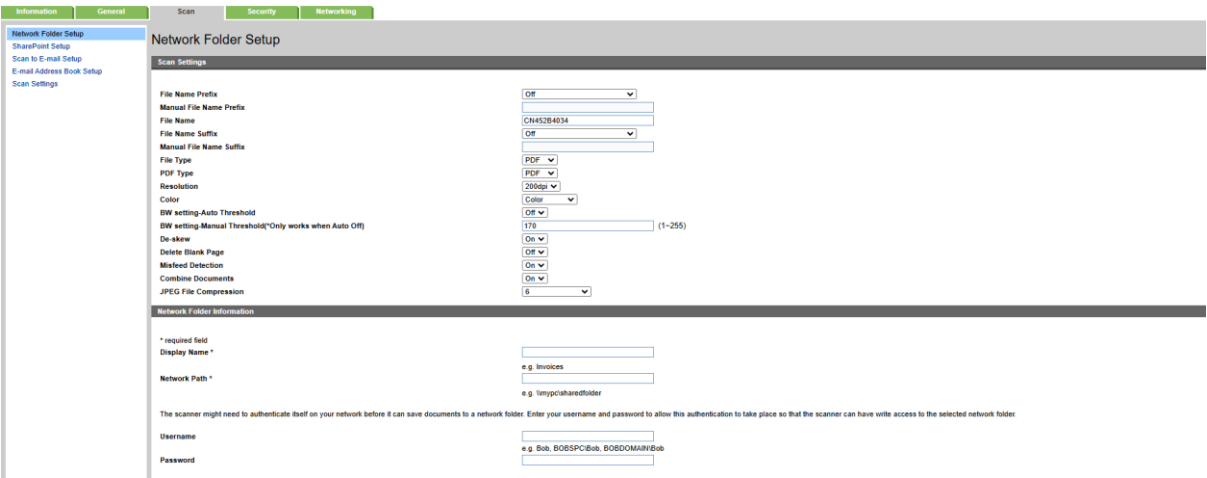 Information General Scan Security Networking
Network Folder Setup
SharePoint Setup
Scan to E-mail Setup
E-mail Address Book Setup
Scan Settings
Network Folder Setup
Scan Settings
File Name Prefix Off
Manual File Name Prefix
File Name CN452B4034
File Name Suffix Off
Manual File Name Suffix
File Type PDF
PDF Type PDF
Resolution 200dpi
Color Color
BW setting-Auto Threshold Off
BW setting-Manual Threshold(*Only works when Auto Off) 170 (1~255)
De-skew On
Delete Blank Page Off
Misfeed Detection On
Combine Documents On
JPEG File Compression 6
Network Folder Information
* required field
Display Name *
e.g. Invoices
Network Path *
e.g. \\mypc\sharedfolder
The scanner might need to authenticate itself on your network before it can save documents to a network folder. Enter your username and password to allow this authentication to take place so that the scanner can have write access to the selected network folder.
Username
e.g. Bob, BOBSPC\Bob, BOBDOMAIN\Bob
Password